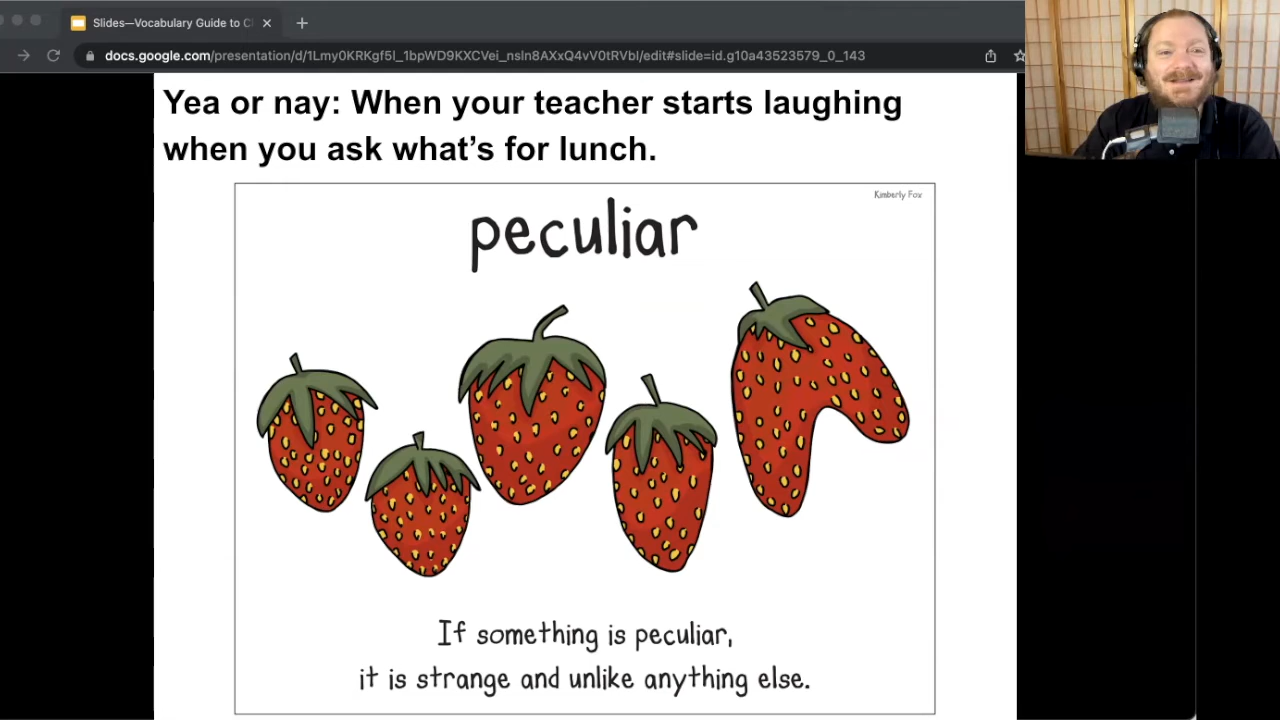 Slides—Vocabulary Guide to C
docs.google.com/presentation/d/1Lmy0KRKgf5I_1bpWD9KXCVei_nsIn8AXxQ4vV0tRVbI/edit#slide=id.g10a43523579_0_143
Yea or nay: When your teacher starts laughing
when you ask what’s for lunch.
Kimberly Fox
peculiar
If something is peculiar,
it is strange and unlike anything else.